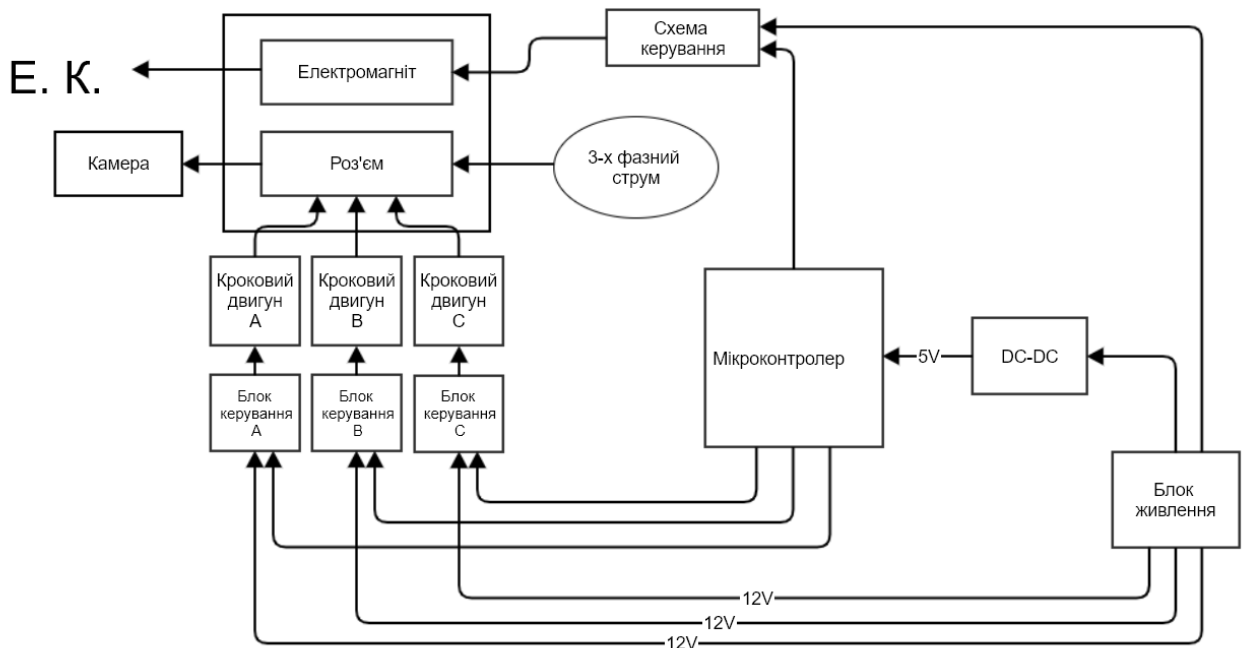 Схема
керування
Е. К.
Електромагніт
Камера
Роз'єм
3-х фазний
струм
Кроковий
двигун
А
Кроковий
двигун
В
Кроковий
двигун
С
Мікроконтролер
5V
DC-DC
Блок
керування
А
Блок
керування
В
Блок
керування
С
Блок
живлення
12V
12V
12V